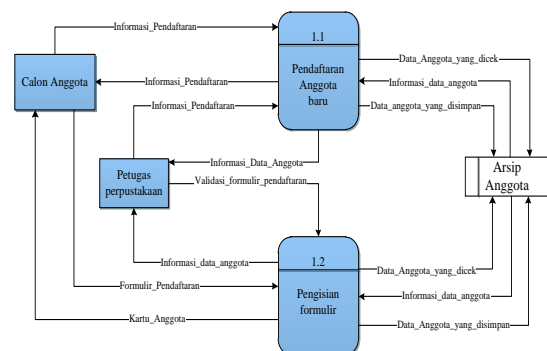 Informasi_Pendaftaran
1.1
Pendaftaran
Anggota
baru
Calon Anggota
Informasi_Pendaftaran
Informasi_Pendaftaran
Data_Anggota_yang_dicek
Informasi_data_anggota
Data_anggota_yang_disimpan
Informasi_Data_Anggota
Petugas
perpustakaan
Validasi_formulir_pendaftaran
Arsip
Anggota
1.2
Pengisian
formulir
Informasi_data_anggota
Formulir_Pendaftaran
Kartu_Anggota
Data_Anggota_yang_dicek
Informasi_data_anggota
Data_Anggota_yang_disimpan